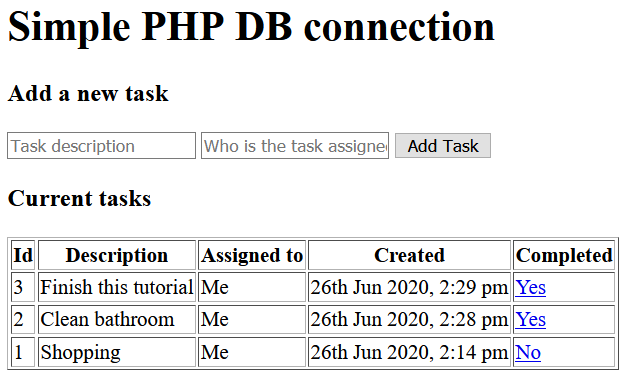 Simple PHP DB connection
Add a new task
Task description Who is the task assigne Add Task
Current tasks
Id Description Assigned to Created Completed
3 Finish this tutorial Me 26th Jun 2020, 2:29 pm Yes
2 Clean bathroom Me 26th Jun 2020, 2:28 pm Yes
1 Shopping Me 26th Jun 2020, 2:14 pm No